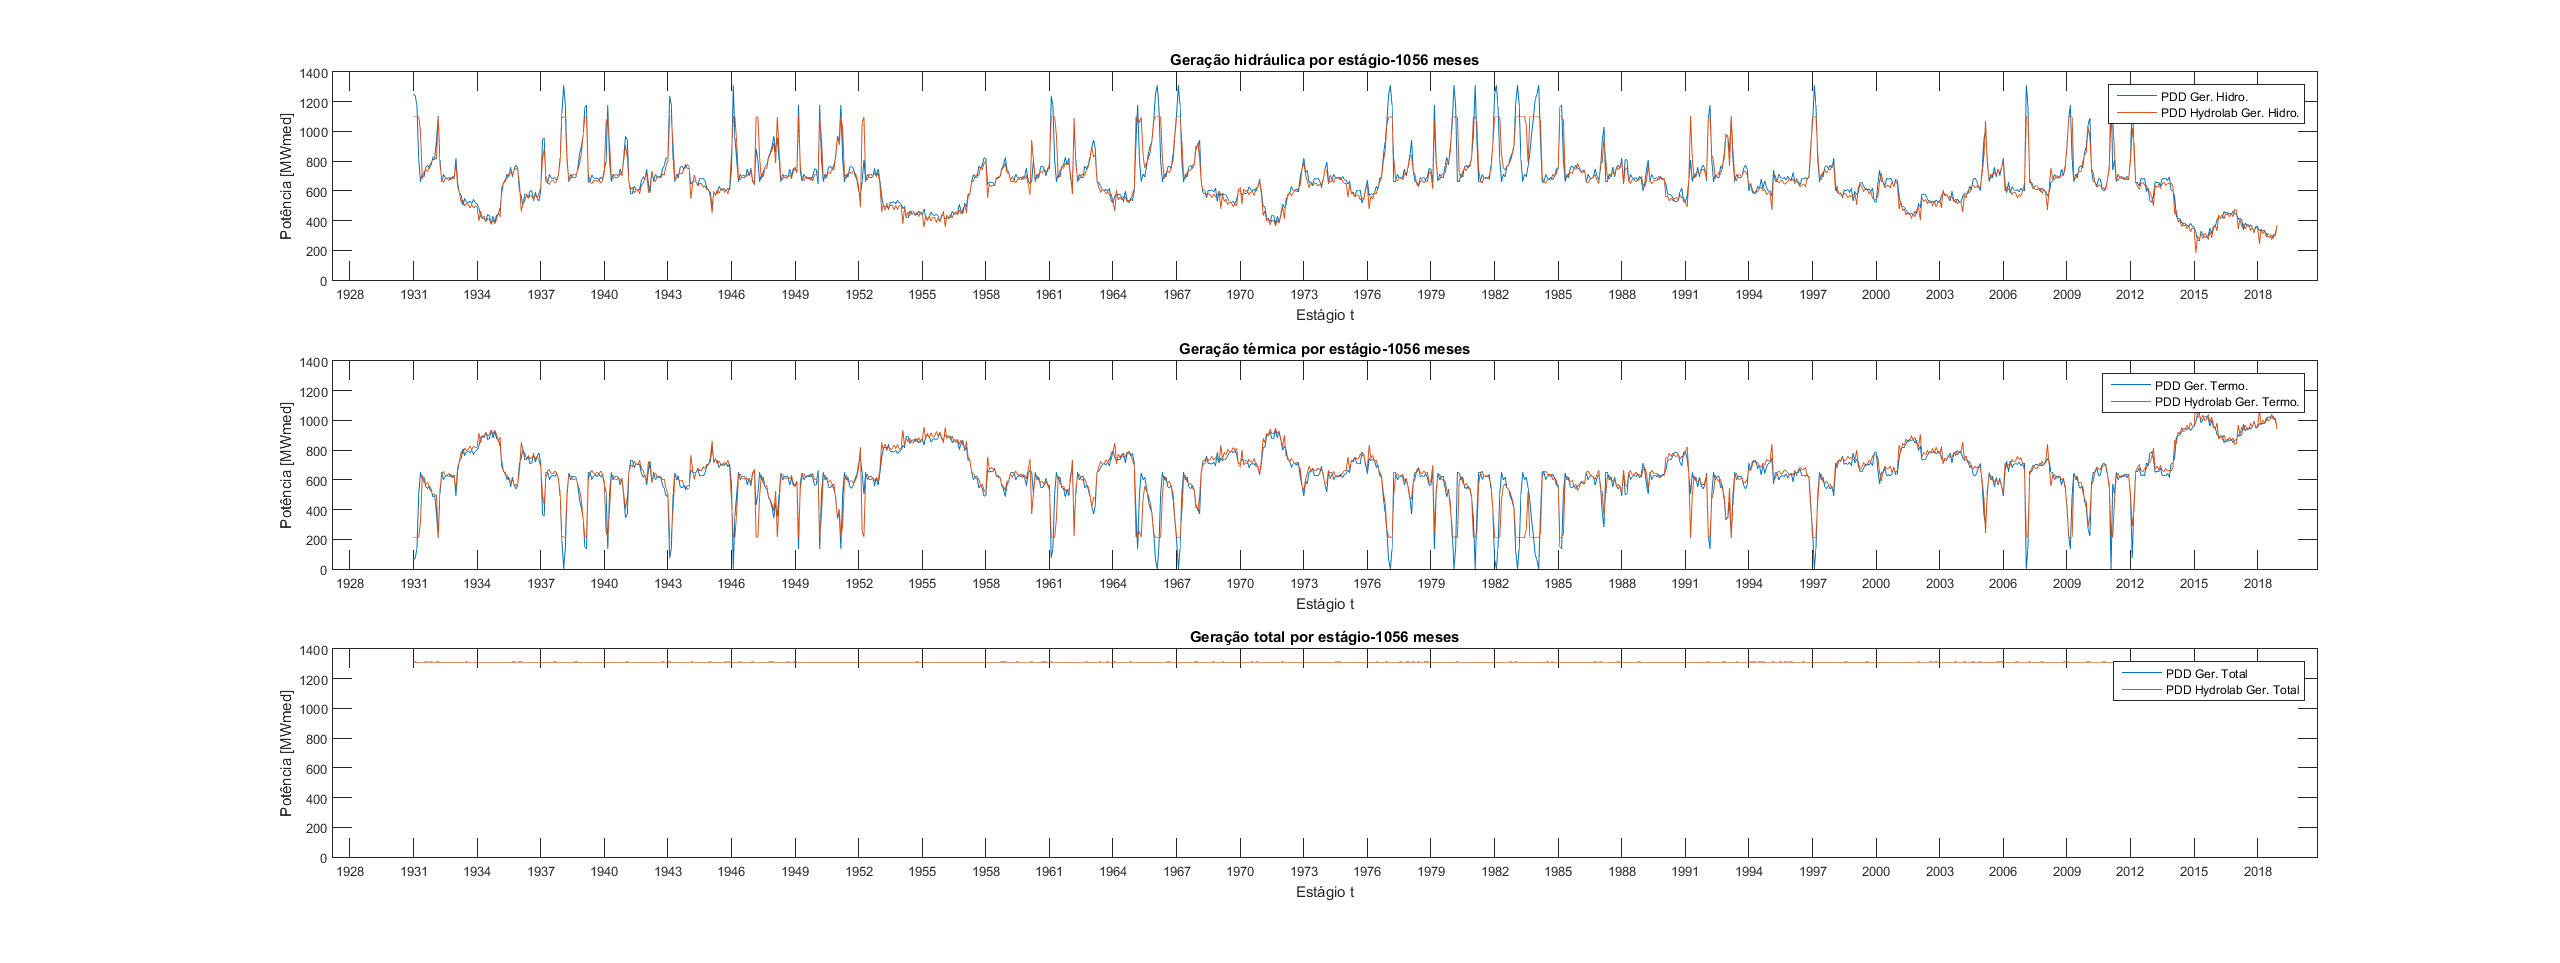 Geração hidráulica por estágio-1056 meses
1400
1200
1000
800
600
400
200
0
Potência [MWmed]
PDD Ger. Hidro.
PDD Hydrolab Ger. Hidro.
1928 1931 1934 1937 1940 1943 1946 1949 1952 1955 1958 1961 1964 1967 1970 1973 1976 1979 1982 1985 1988 1991 1994 1997 2000 2003 2006 2009 2012 2015 2018
Estágio t
Geração térmica por estágio-1056 meses
1400
1200
1000
800
600
400
200
0
Potência [MWmed]
PDD Ger. Termo.
PDD Hydrolab Ger. Termo.
1928 1931 1934 1937 1940 1943 1946 1949 1952 1955 1958 1961 1964 1967 1970 1973 1976 1979 1982 1985 1988 1991 1994 1997 2000 2003 2006 2009 2012 2015 2018
Estágio t
Geração total por estágio-1056 meses
1400
1200
1000
800
600
400
200
0
Potência [MWmed]
PDD Ger. Total
PDD Hydrolab Ger. Total
1928 1931 1934 1937 1940 1943 1946 1949 1952 1955 1958 1961 1964 1967 1970 1973 1976 1979 1982 1985 1988 1991 1994 1997 2000 2003 2006 2009 2012 2015 2018
Estágio t